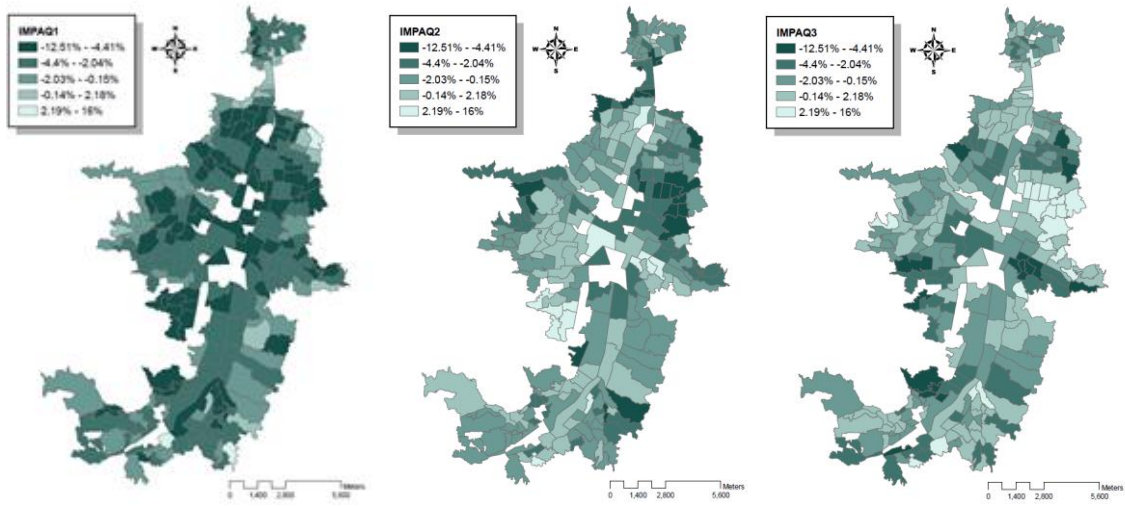 IMPAQ1
-12.51% - -4.41%
-4.4% - -2.04%
-2.03% - -0.15%
-0.14% - 2.18%
2.19% - 16%
N
W E
S
Meters
0 1,400 2,800 5,600
IMPAQ2
-12.51% - -4.41%
-4.4% - -2.04%
-2.03% - -0.15%
-0.14% - 2.18%
2.19% - 16%
N
W E
S
Meters
0 1,400 2,800 5,600
IMPAQ3
-12.51% - -4.41%
-4.4% - -2.04%
-2.03% - -0.15%
-0.14% - 2.18%
2.19% - 16%
N
W E
S
Meters
0 1,400 2,800 5,600